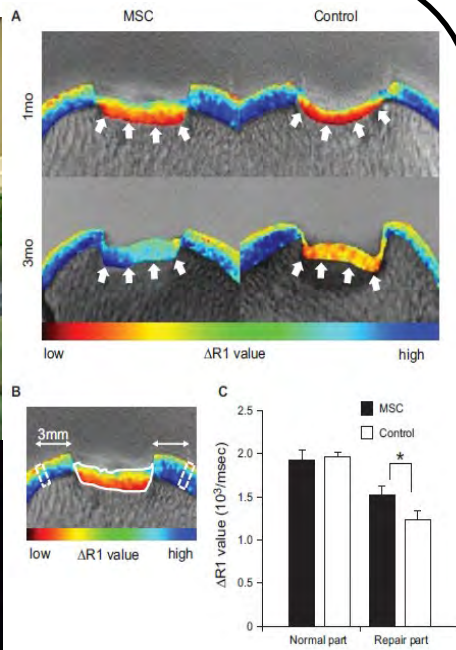 A
MSC Control
1mo
3mo
low ΔR1 value high
B
3mm
low ΔR1 value high
C
MSC
Control
*
ΔR1 value (10³/msec)
2.5
2.0
1.5
1.0
0.5
0
Normal part Repair part